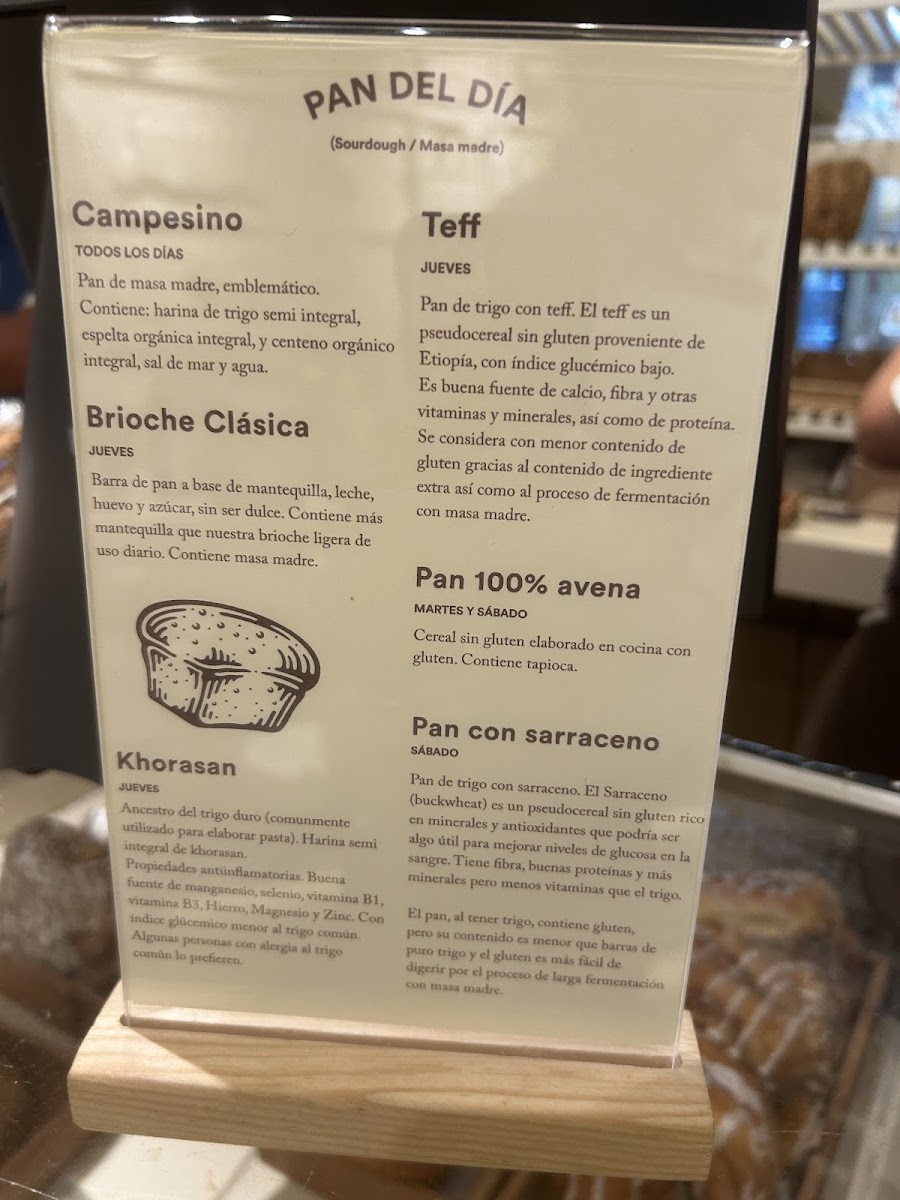 PAN DEL DÍA
(Sourdough / Masa madre)
Campesino
TODOS LOS DÍAS
Pan de masa madre, emblemático.
Contiene: harina de trigo semi integral,
espelta orgánica integral, y centeno orgánico
integral, sal de mar y agua.
Brioche Clásica
JUEVES
Barra de pan a base de mantequilla, leche,
huevo y azúcar, sin ser dulce. Contiene más
mantequilla que nuestra brioche ligera de
uso diario. Contiene masa madre.
Khorasan
JUEVES
Ancestro del trigo duro (comunmente
utilizado para elaborar pasta). Harina semi
integral de khorasan.
Propiedades antiinflamatorias. Buena
fuente de manganesio, selenio, vitamina B1,
vitamina B3, Hierro, Magnesio y Zinc. Con
índice glúcemico menor al trigo común.
Algunas personas con alergia al trigo
común lo prefieren.
Teff
JUEVES
Pan de trigo con teff. El teff es un
pseudocereal sin gluten proveniente de
Etiopía, con índice glucémico bajo.
Es buena fuente de calcio, fibra y otras
vitaminas y minerales, así como de proteína.
Se considera con menor contenido de
gluten gracias al contenido de ingrediente
extra así como al proceso de fermentación
con masa madre.
Pan 100% avena
MARTES Y SÁBADO
Cereal sin gluten elaborado en cocina con
gluten. Contiene tapioca.
Pan con sarraceno
SÁBADO
Pan de trigo con sarraceno. El Sarraceno
(buckwheat) es un pseudocereal sin gluten rico
en minerales y antioxidantes que podría ser
algo útil para mejorar niveles de glucosa en la
sangre. Tiene fibra, buenas proteínas y más
minerales pero menos vitaminas que el trigo.
El pan, al tener trigo, contiene gluten,
pero su contenido es menor que barras de
puro trigo y el gluten es más fácil de
digerir por el proceso de larga fermentación
con masa madre.